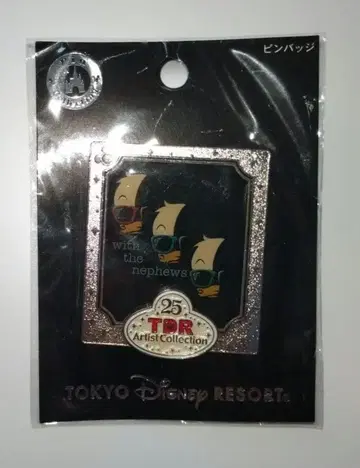 ピンバッジ
with
the
nephews
25
TDR
Artist Collection
TOKYO DISNEY RESORT®